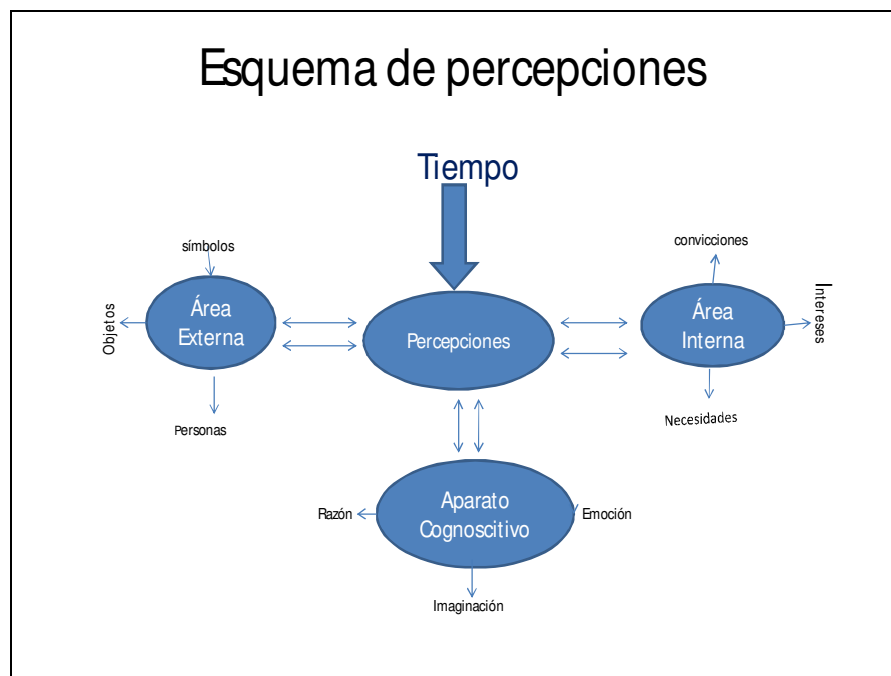 Esquema de percepciones
Tiempo
símbolos
convicciones
Objetos
Área
Externa
Percepciones
Área
Interna
Intereses
Personas
Necesidades
Razón
Aparato
Cognoscitivo
Emoción
Imaginación